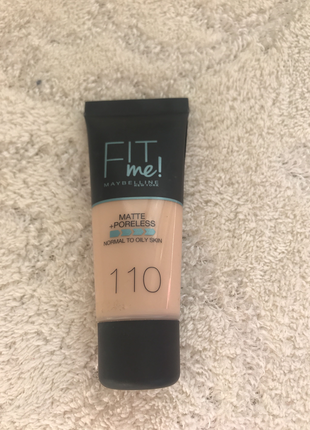 FIT
me!
MAYBELLINE
MATTE
+PORELESS
NORMAL TO OILY SKIN
110